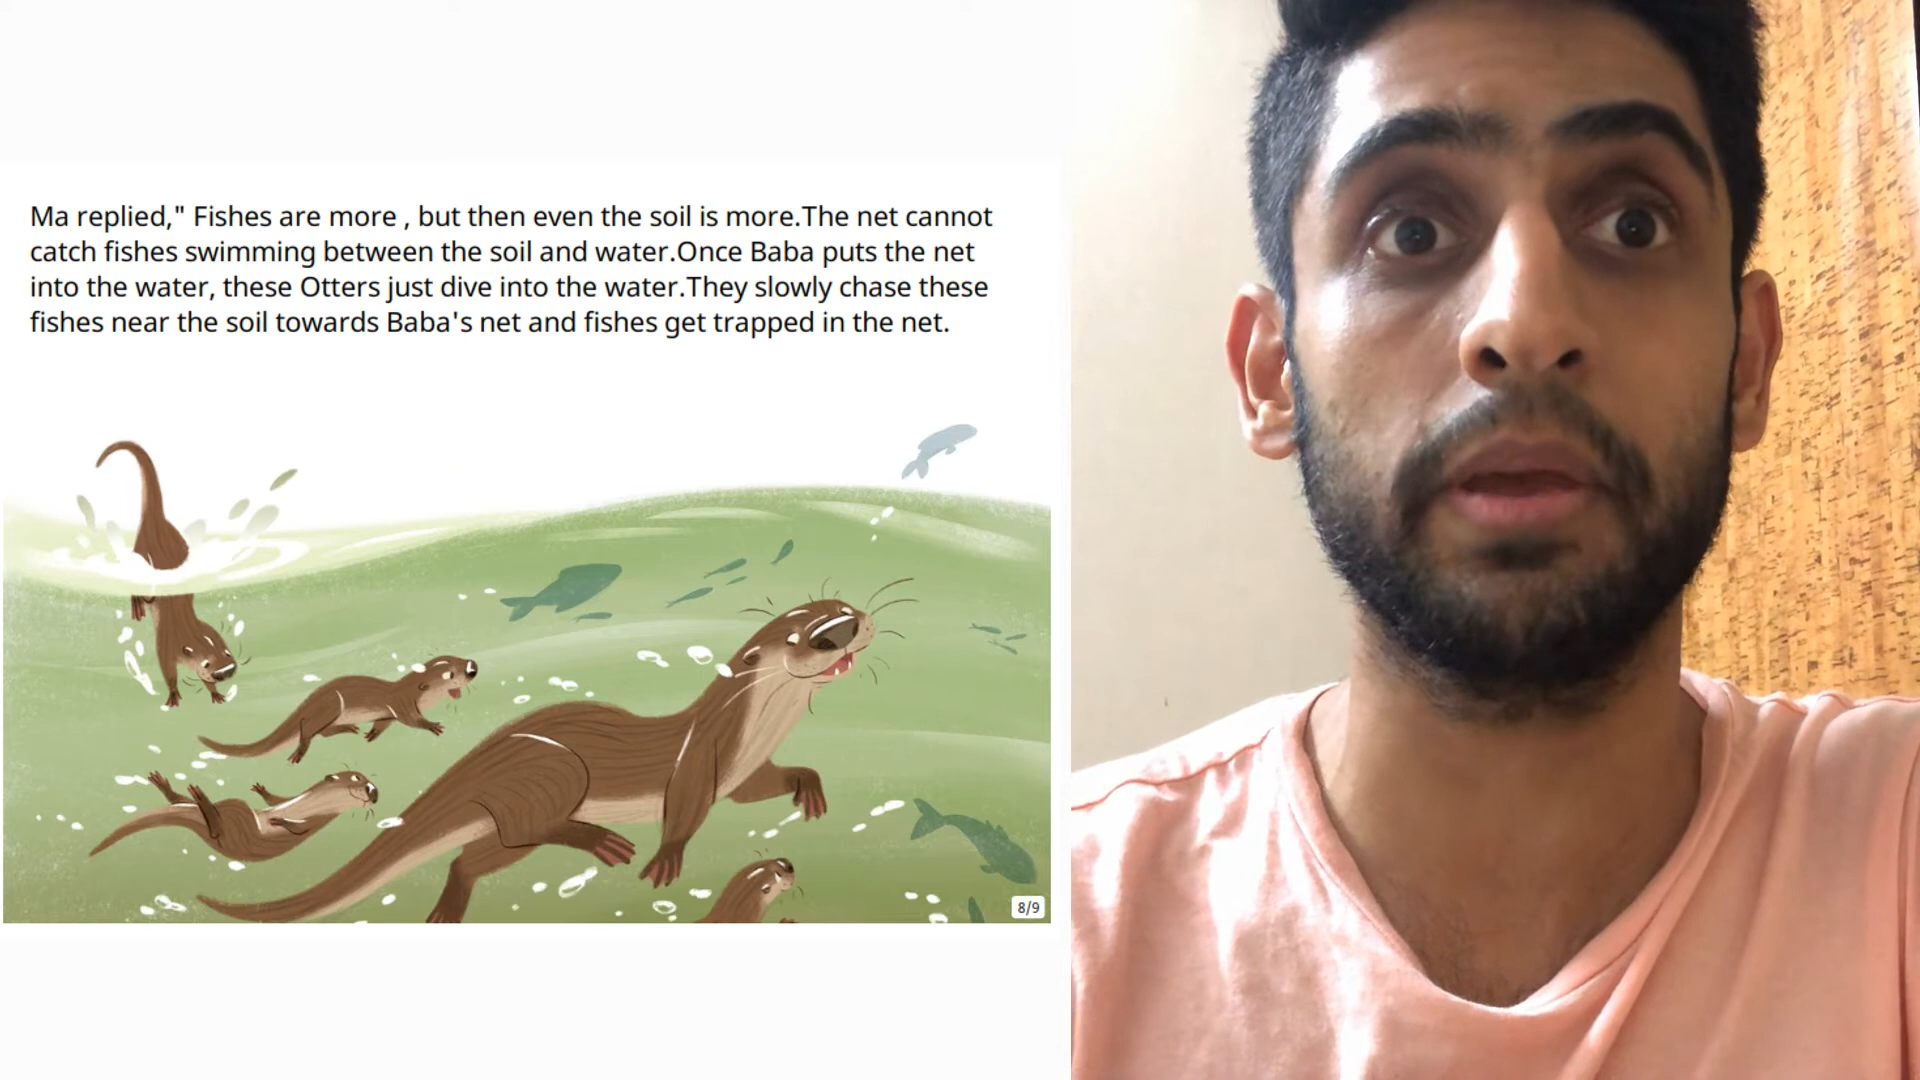 Ma replied," Fishes are more , but then even the soil is more.The net cannot
catch fishes swimming between the soil and water.Once Baba puts the net
into the water, these Otters just dive into the water.They slowly chase these
fishes near the soil towards Baba's net and fishes get trapped in the net.
8/9